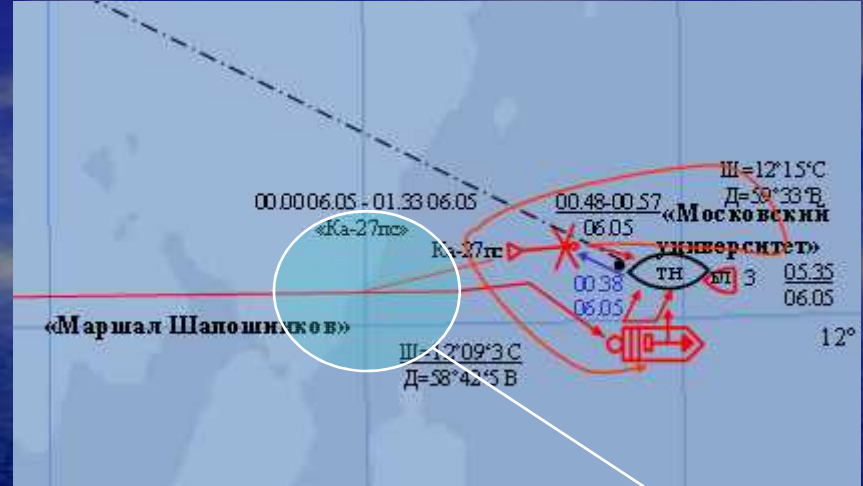 Ш=12°15'С
Д=59°33'В
00.00 06.05 - 01.33 06.05
«Ка-27пс»
00.48-00.57
06.05
«Московский
университет»
Ка-27пс
тн
вп 3
05.35
06.05
00.38
06.05
«Маршал Шапошников»
12°
Ш=12°09'3 С
Д=58°42'5 В